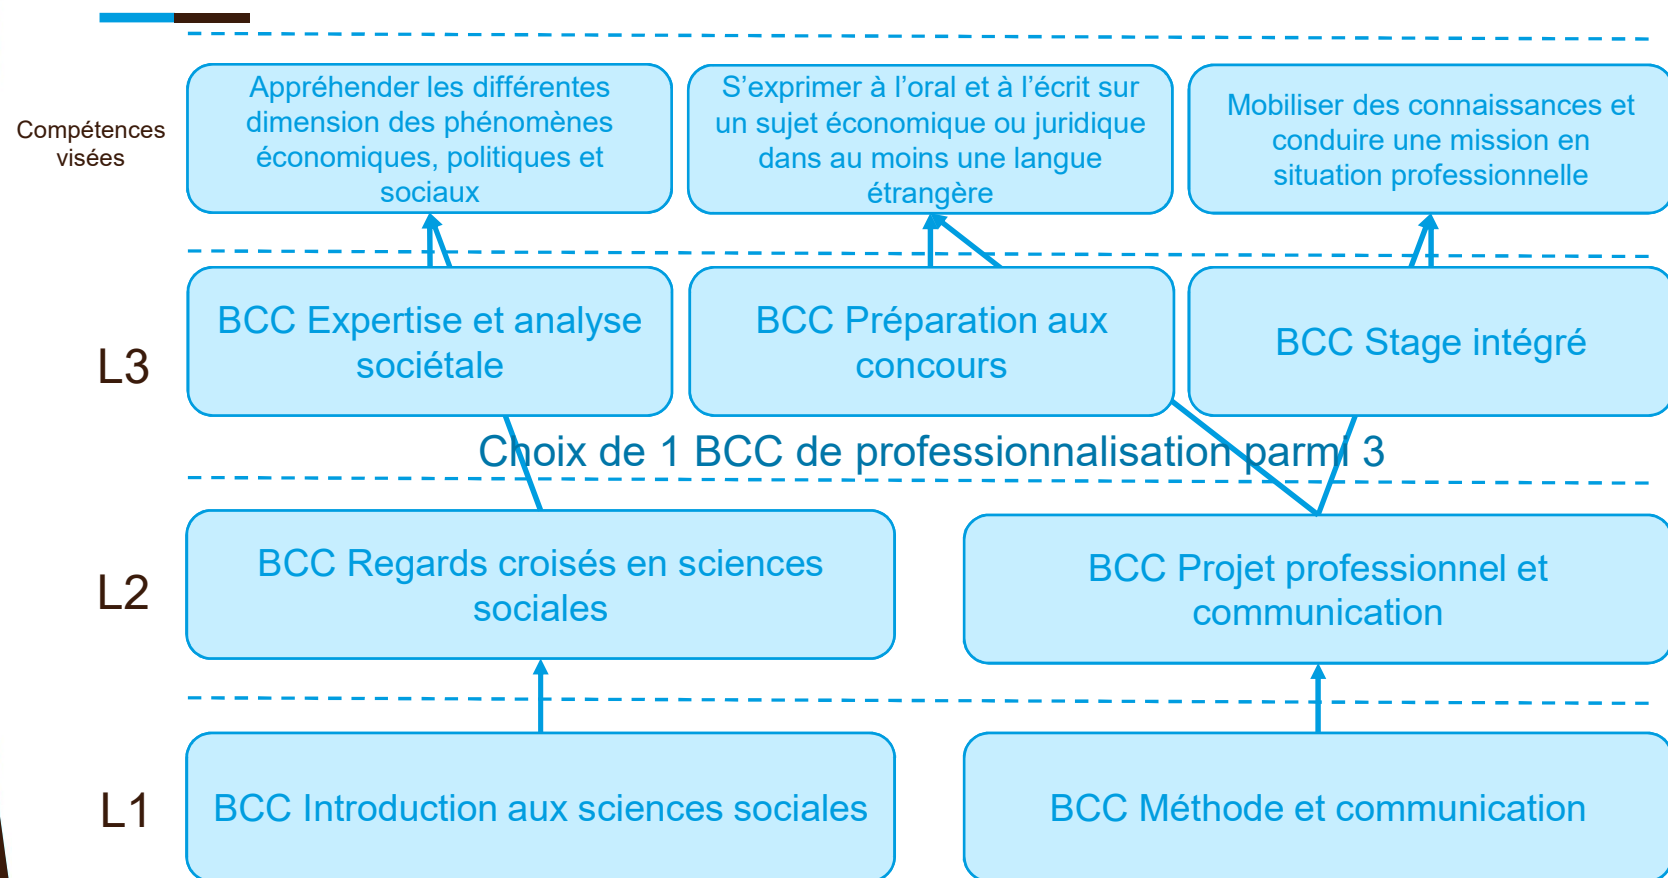 Compétences
visées
Appréhender les différentes
dimension des phénomènes
économiques, politiques et
sociaux
S’exprimer à l’oral et à l’écrit sur
un sujet économique ou juridique
dans au moins une langue
étrangère
Mobiliser des connaissances et
conduire une mission en
situation professionnelle
L3
BCC Expertise et analyse
sociétale
BCC Préparation aux
concours
BCC Stage intégré
Choix de 1 BCC de professionnalisation parmi 3
L2
BCC Regards croisés en sciences
sociales
BCC Projet professionnel et
communication
L1
BCC Introduction aux sciences sociales
BCC Méthode et communication